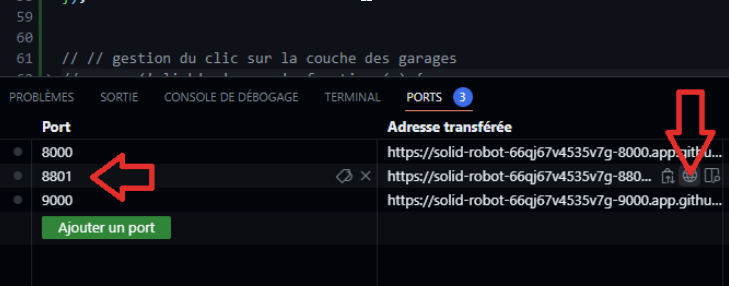 59
60
61 // // gestion du clic sur la couche des garages
PROBLÈMES SORTIE CONSOLE DE DÉBOGAGE TERMINAL PORTS 3
Port Adresse transférée
8000 https://solid-robot-66qj67v4535v7g-8000.app.githu...
8801 https://solid-robot-66qj67v4535v7g-880...
9000 https://solid-robot-66qj67v4535v7g-9000.app.githu...
Ajouter un port